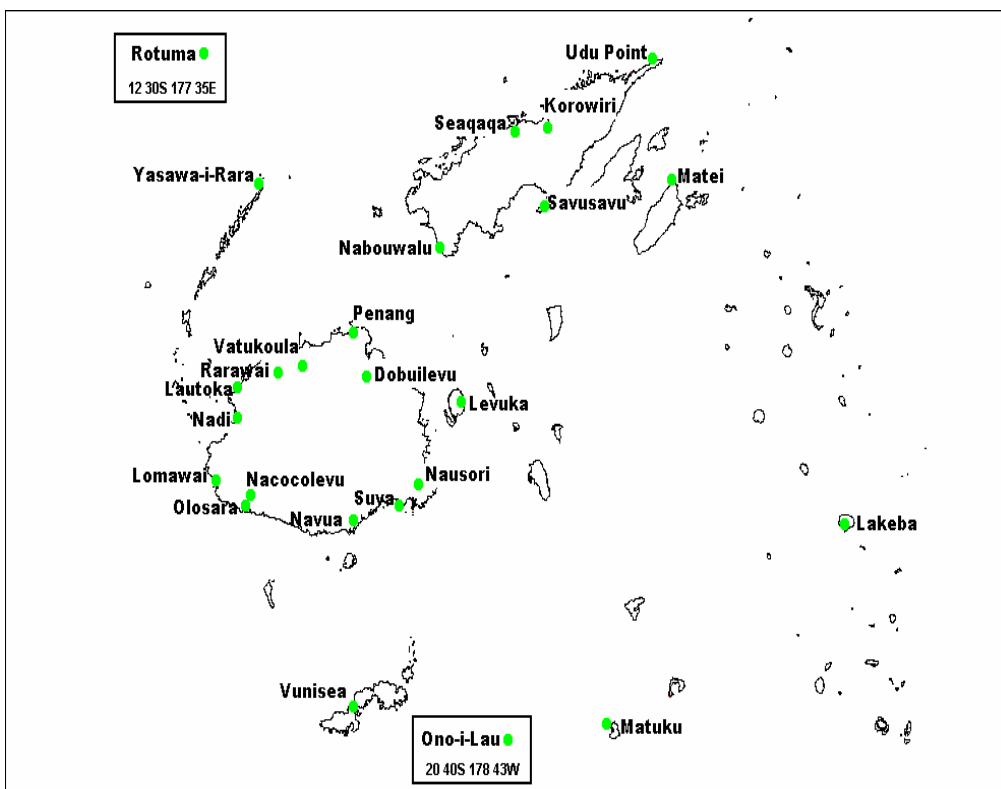 Rotuma
12 30S 177 35E
Udu Point
Korowiri
Seaqaqa
Yasawa-i-Rara
Matei
Savusavu
Nabouwalu
Penang
Vatukoula
Rarawai
Dobuilevu
Lautoka
Levuka
Nadi
Lomawai
Nacocolevu
Nausori
Olosara
Suva
Navua
Lakeba
Vunisea
Matuku
Ono-i-Lau
20 40S 178 43W